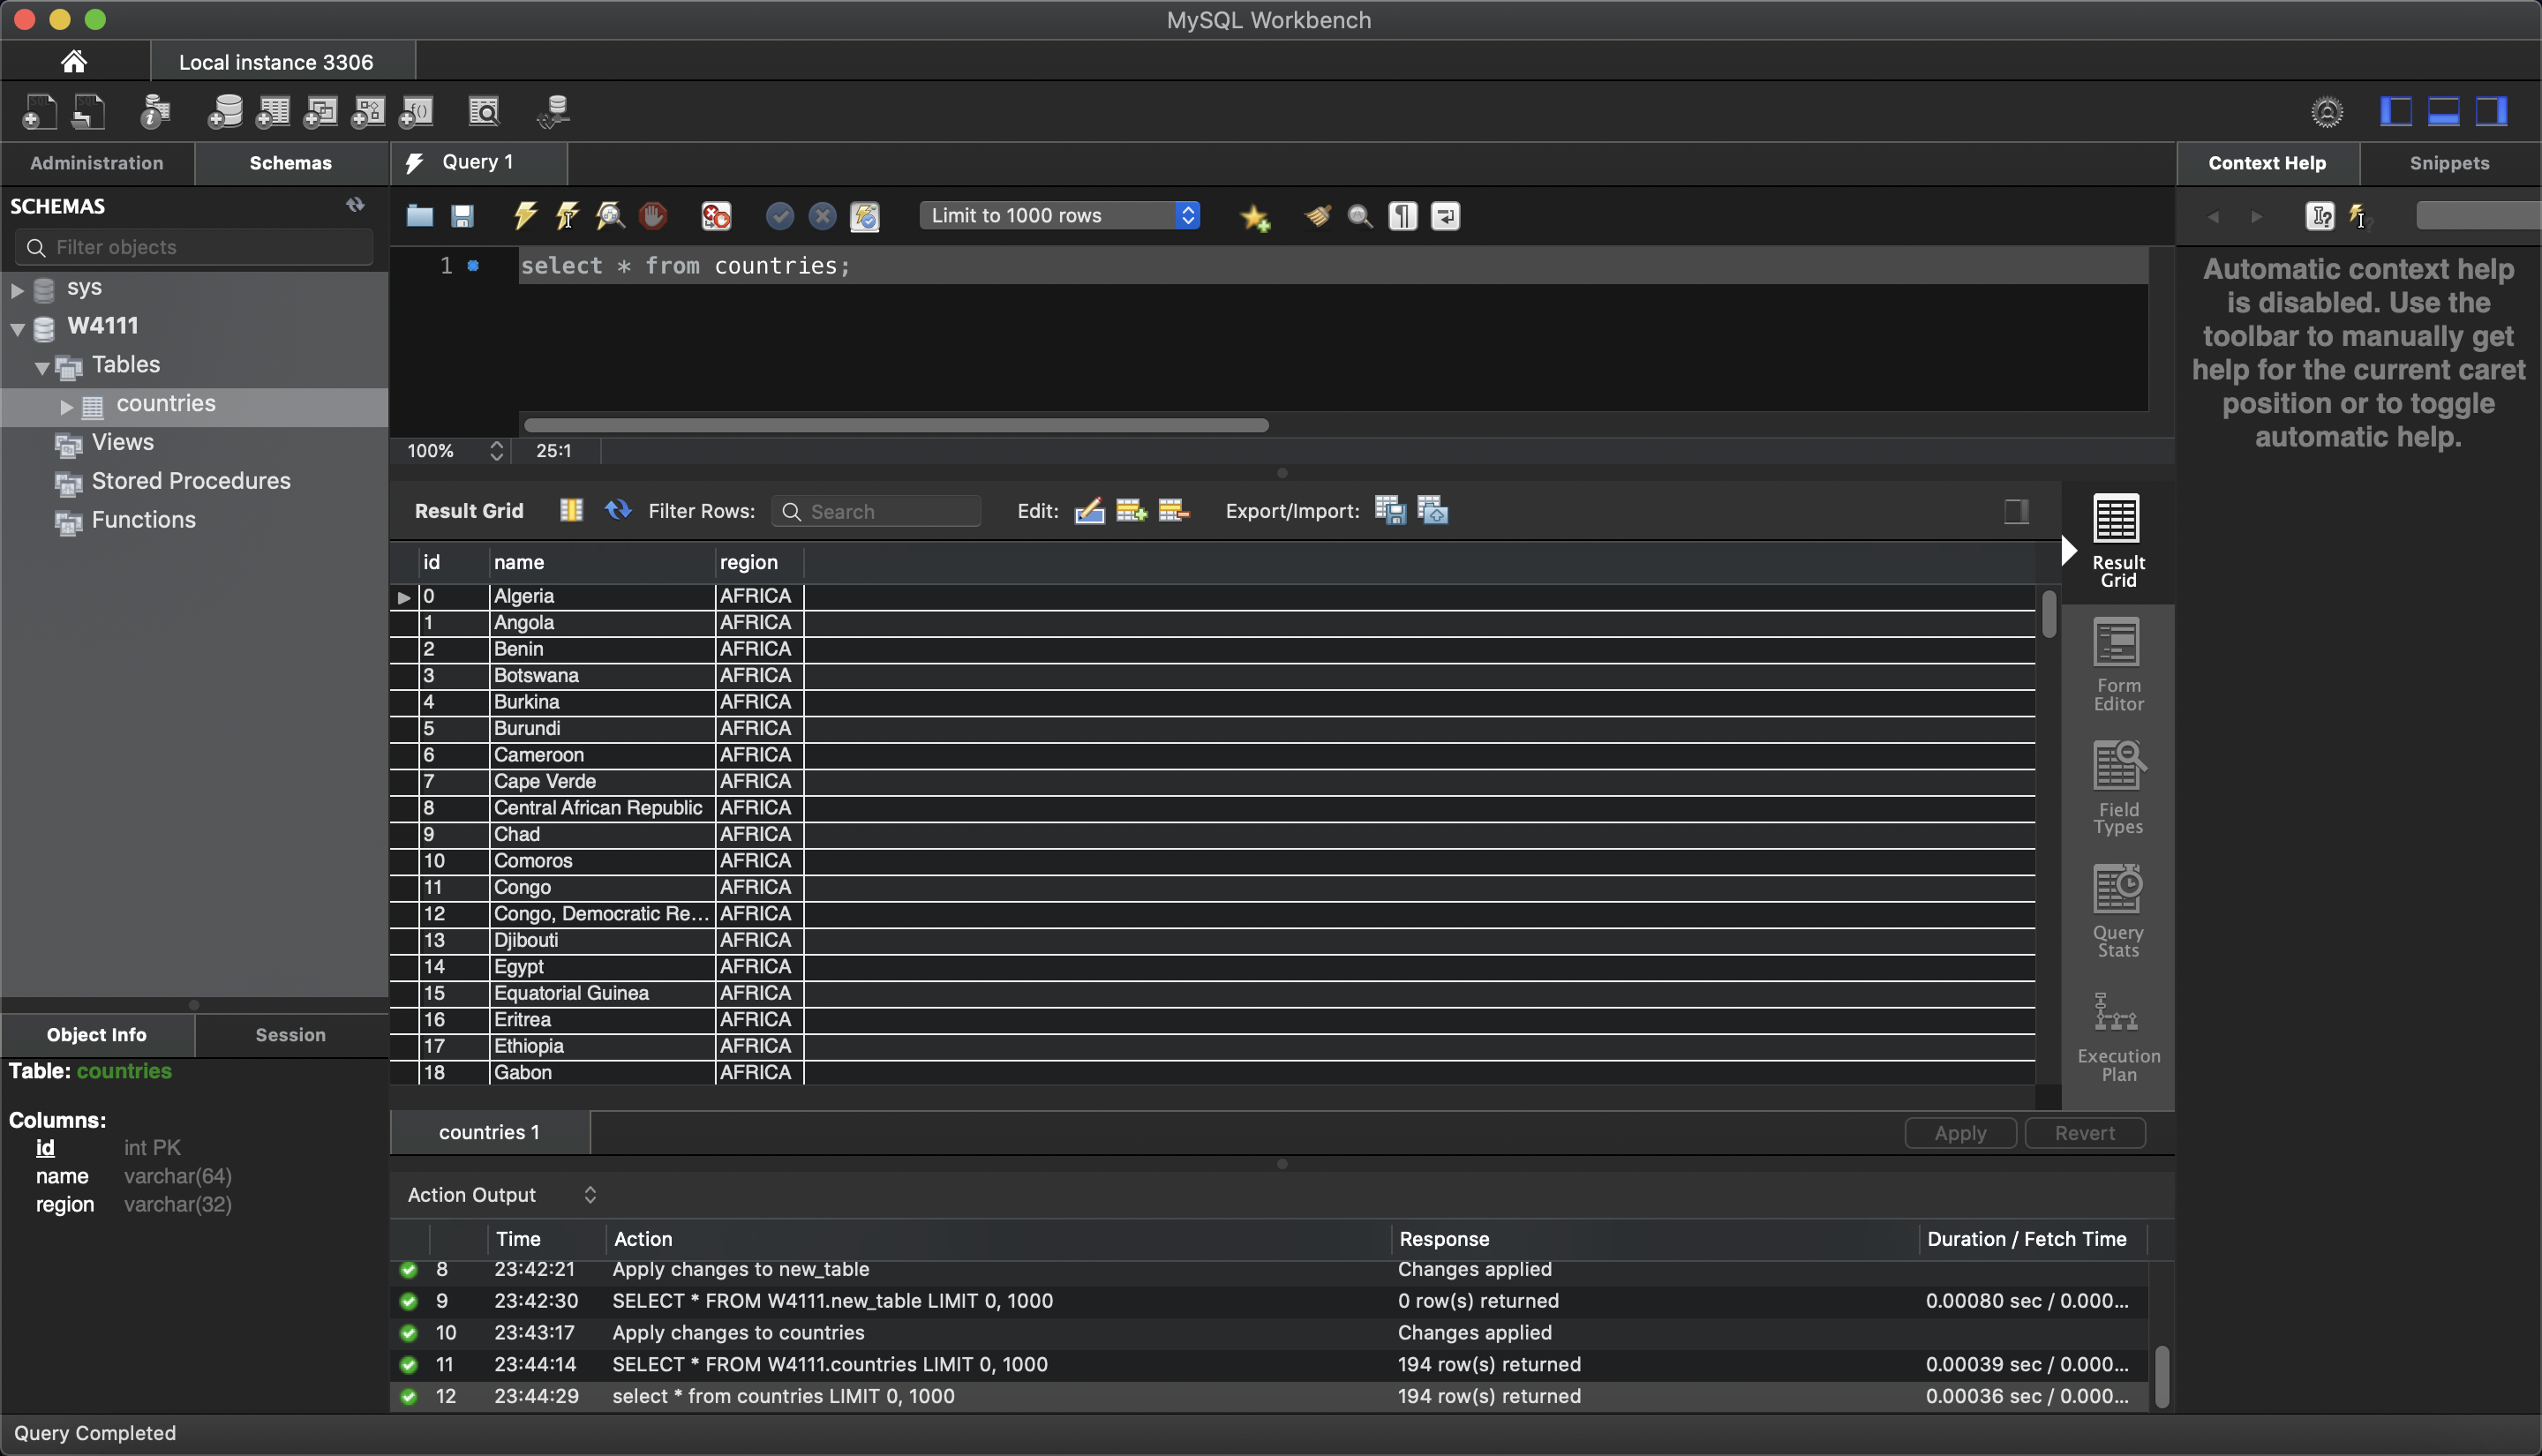 MySQL Workbench
Local instance 3306
Administration
Schemas
Query 1
Context Help
Snippets
SCHEMAS
Filter objects
Limit to 1000 rows
sys
W4111
Tables
countries
Views
Stored Procedures
Functions
1
select * from countries;
Automatic context help
is disabled. Use the
toolbar to manually get
help for the current caret
position or to toggle
automatic help.
100%
25:1
Result Grid
Filter Rows:
Search
Edit:
Export/Import:
id name region
0 Algeria AFRICA
1 Angola AFRICA
2 Benin AFRICA
3 Botswana AFRICA
4 Burkina AFRICA
5 Burundi AFRICA
6 Cameroon AFRICA
7 Cape Verde AFRICA
8 Central African Republic AFRICA
9 Chad AFRICA
10 Comoros AFRICA
11 Congo AFRICA
12 Congo, Democratic Re... AFRICA
13 Djibouti AFRICA
14 Egypt AFRICA
15 Equatorial Guinea AFRICA
16 Eritrea AFRICA
17 Ethiopia AFRICA
18 Gabon AFRICA
Result
Grid
Form
Editor
Field
Types
Query
Stats
Execution
Plan
Object Info
Session
Table: countries
Columns:
id int PK
name varchar(64)
region varchar(32)
countries 1
Apply
Revert
Action Output
Time Action Response Duration / Fetch Time
8 23:42:21 Apply changes to new_table Changes applied
9 23:42:30 SELECT * FROM W4111.new_table LIMIT 0, 1000 0 row(s) returned 0.00080 sec / 0.000...
10 23:43:17 Apply changes to countries Changes applied
11 23:44:14 SELECT * FROM W4111.countries LIMIT 0, 1000 194 row(s) returned 0.00039 sec / 0.000...
12 23:44:29 select * from countries LIMIT 0, 1000 194 row(s) returned 0.00036 sec / 0.000...
Query Completed